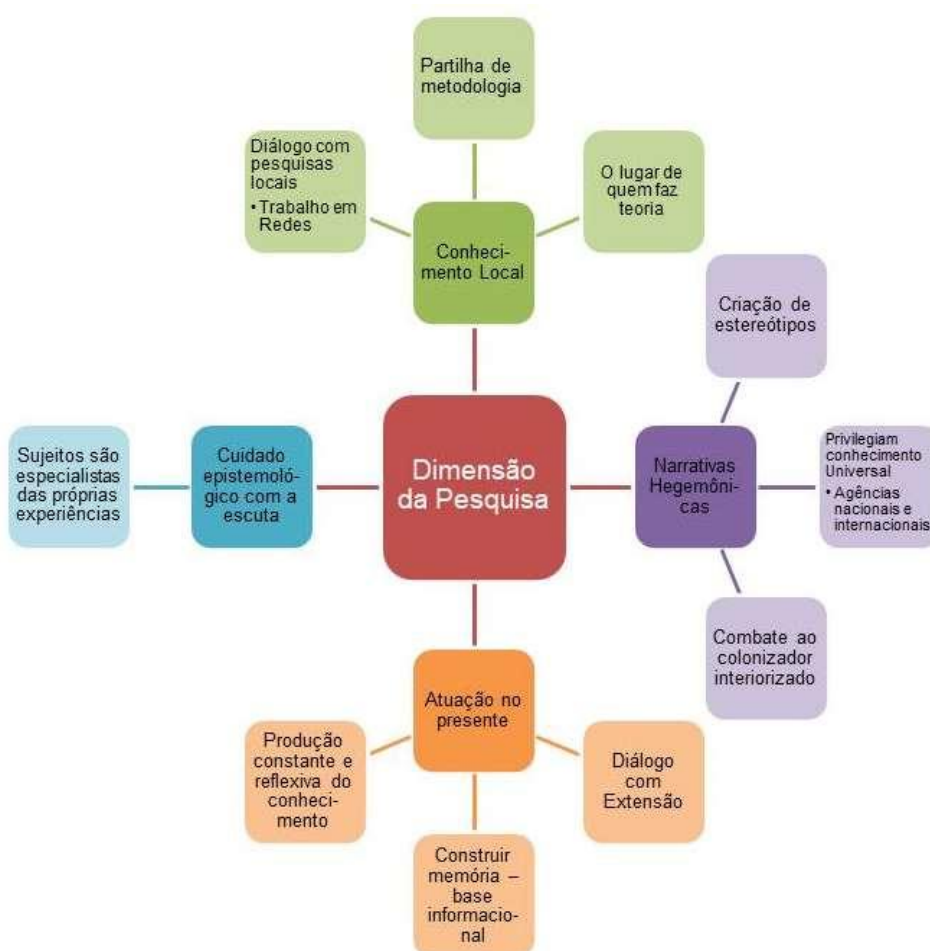 Partilha de
metodologia
Diálogo com
pesquisas
locais
• Trabalho em
Redes
O lugar de
quem faz
teoria
Conheci-
mento Local
Criação de
estereótipos
Sujeitos são
especialistas
das próprias
experiências
Cuidado
epistemoló-
gico com a
escuta
Dimensão
da Pesquisa
Narrativas
Hegemôni-
cas
Privilegiam
conhecimento
Universal
• Agências
nacionais e
internacionais
Combate ao
colonizador
interiorizado
Atuação no
presente
Produção
constante e
reflexiva do
conheci-
mento
Diálogo
com
Extensão
Construir
memória –
base
informacio-
nal